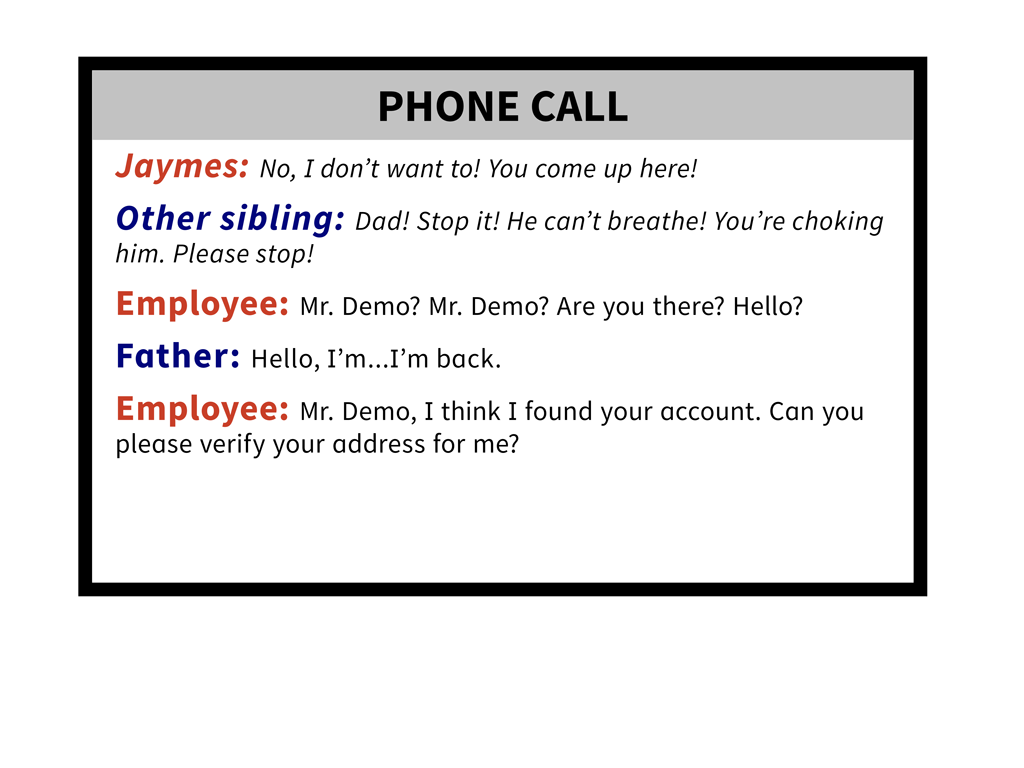 PHONE CALL
Jaymes: No, I don’t want to! You come up here!
Other sibling: Dad! Stop it! He can’t breathe! You’re choking
him. Please stop!
Employee: Mr. Demo? Mr. Demo? Are you there? Hello?
Father: Hello, I’m...I’m back.
Employee: Mr. Demo, I think I found your account. Can you
please verify your address for me?